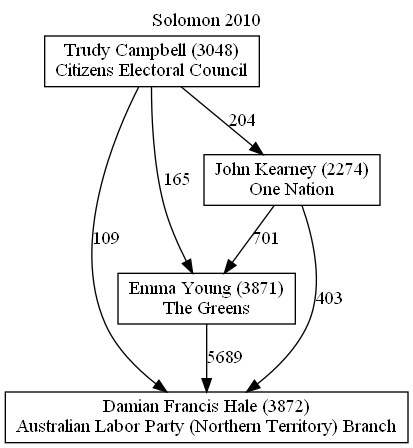 Solomon 2010
Trudy Campbell (3048)
Citizens Electoral Council
204
165
John Kearney (2274)
One Nation
109
701
Emma Young (3871)
The Greens
403
5689
Damian Francis Hale (3872)
Australian Labor Party (Northern Territory) Branch